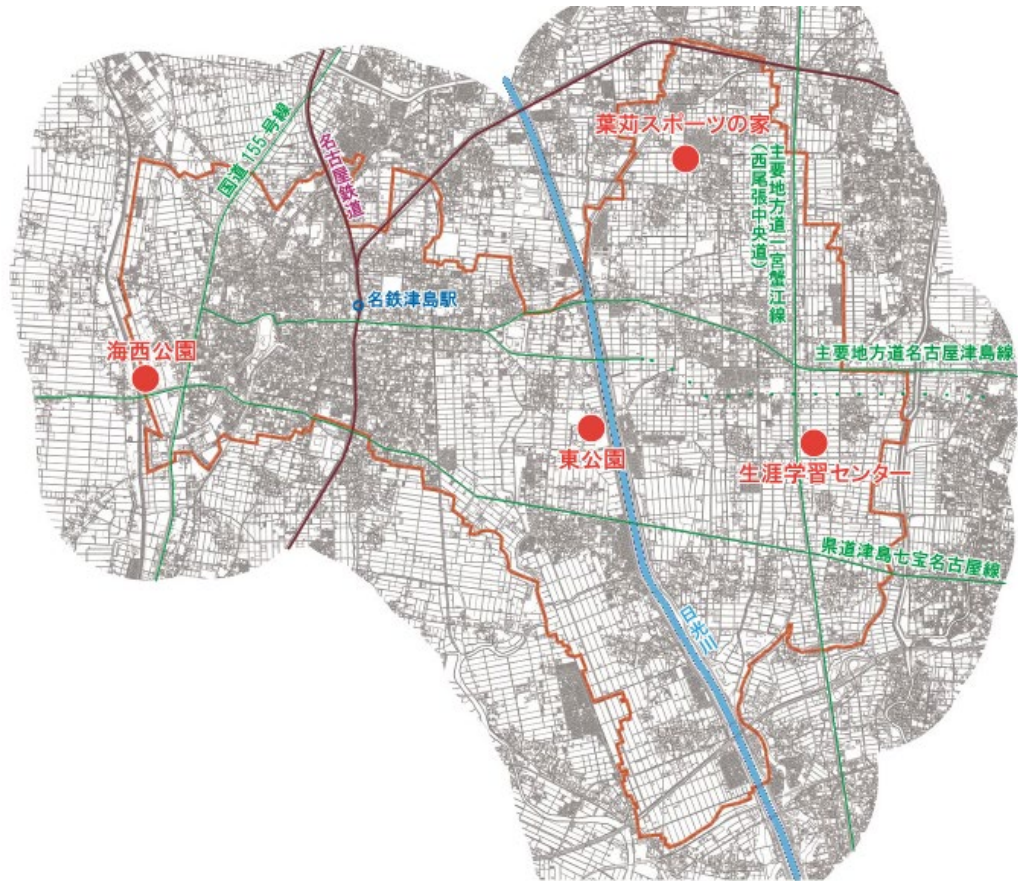 葉苅スポーツの家
国道155号線
名古屋鉄道
主要地方道一宮蟹江線
(西尾張中央道)
名鉄津島駅
海西公園
主要地方道名古屋津島線
東公園
生涯学習センター
県道津島七宝名古屋線
日光川